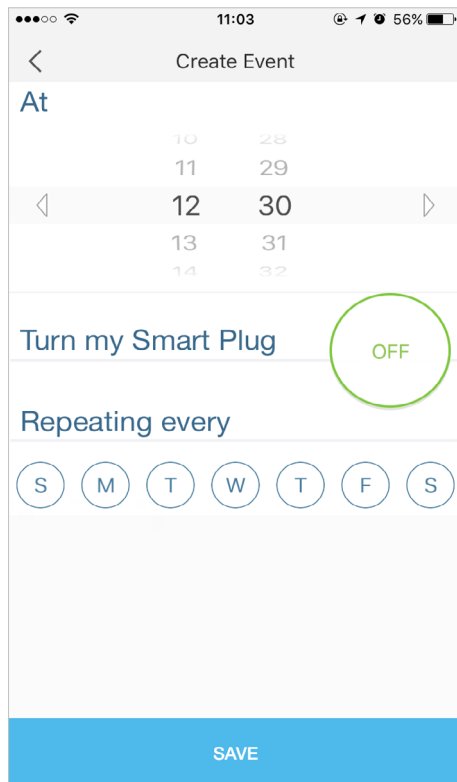 11:03 56%
Create Event
At
10 28
11 29
12 30
13 31
14 32
Turn my Smart Plug
OFF
Repeating every
S M T W T F S
SAVE